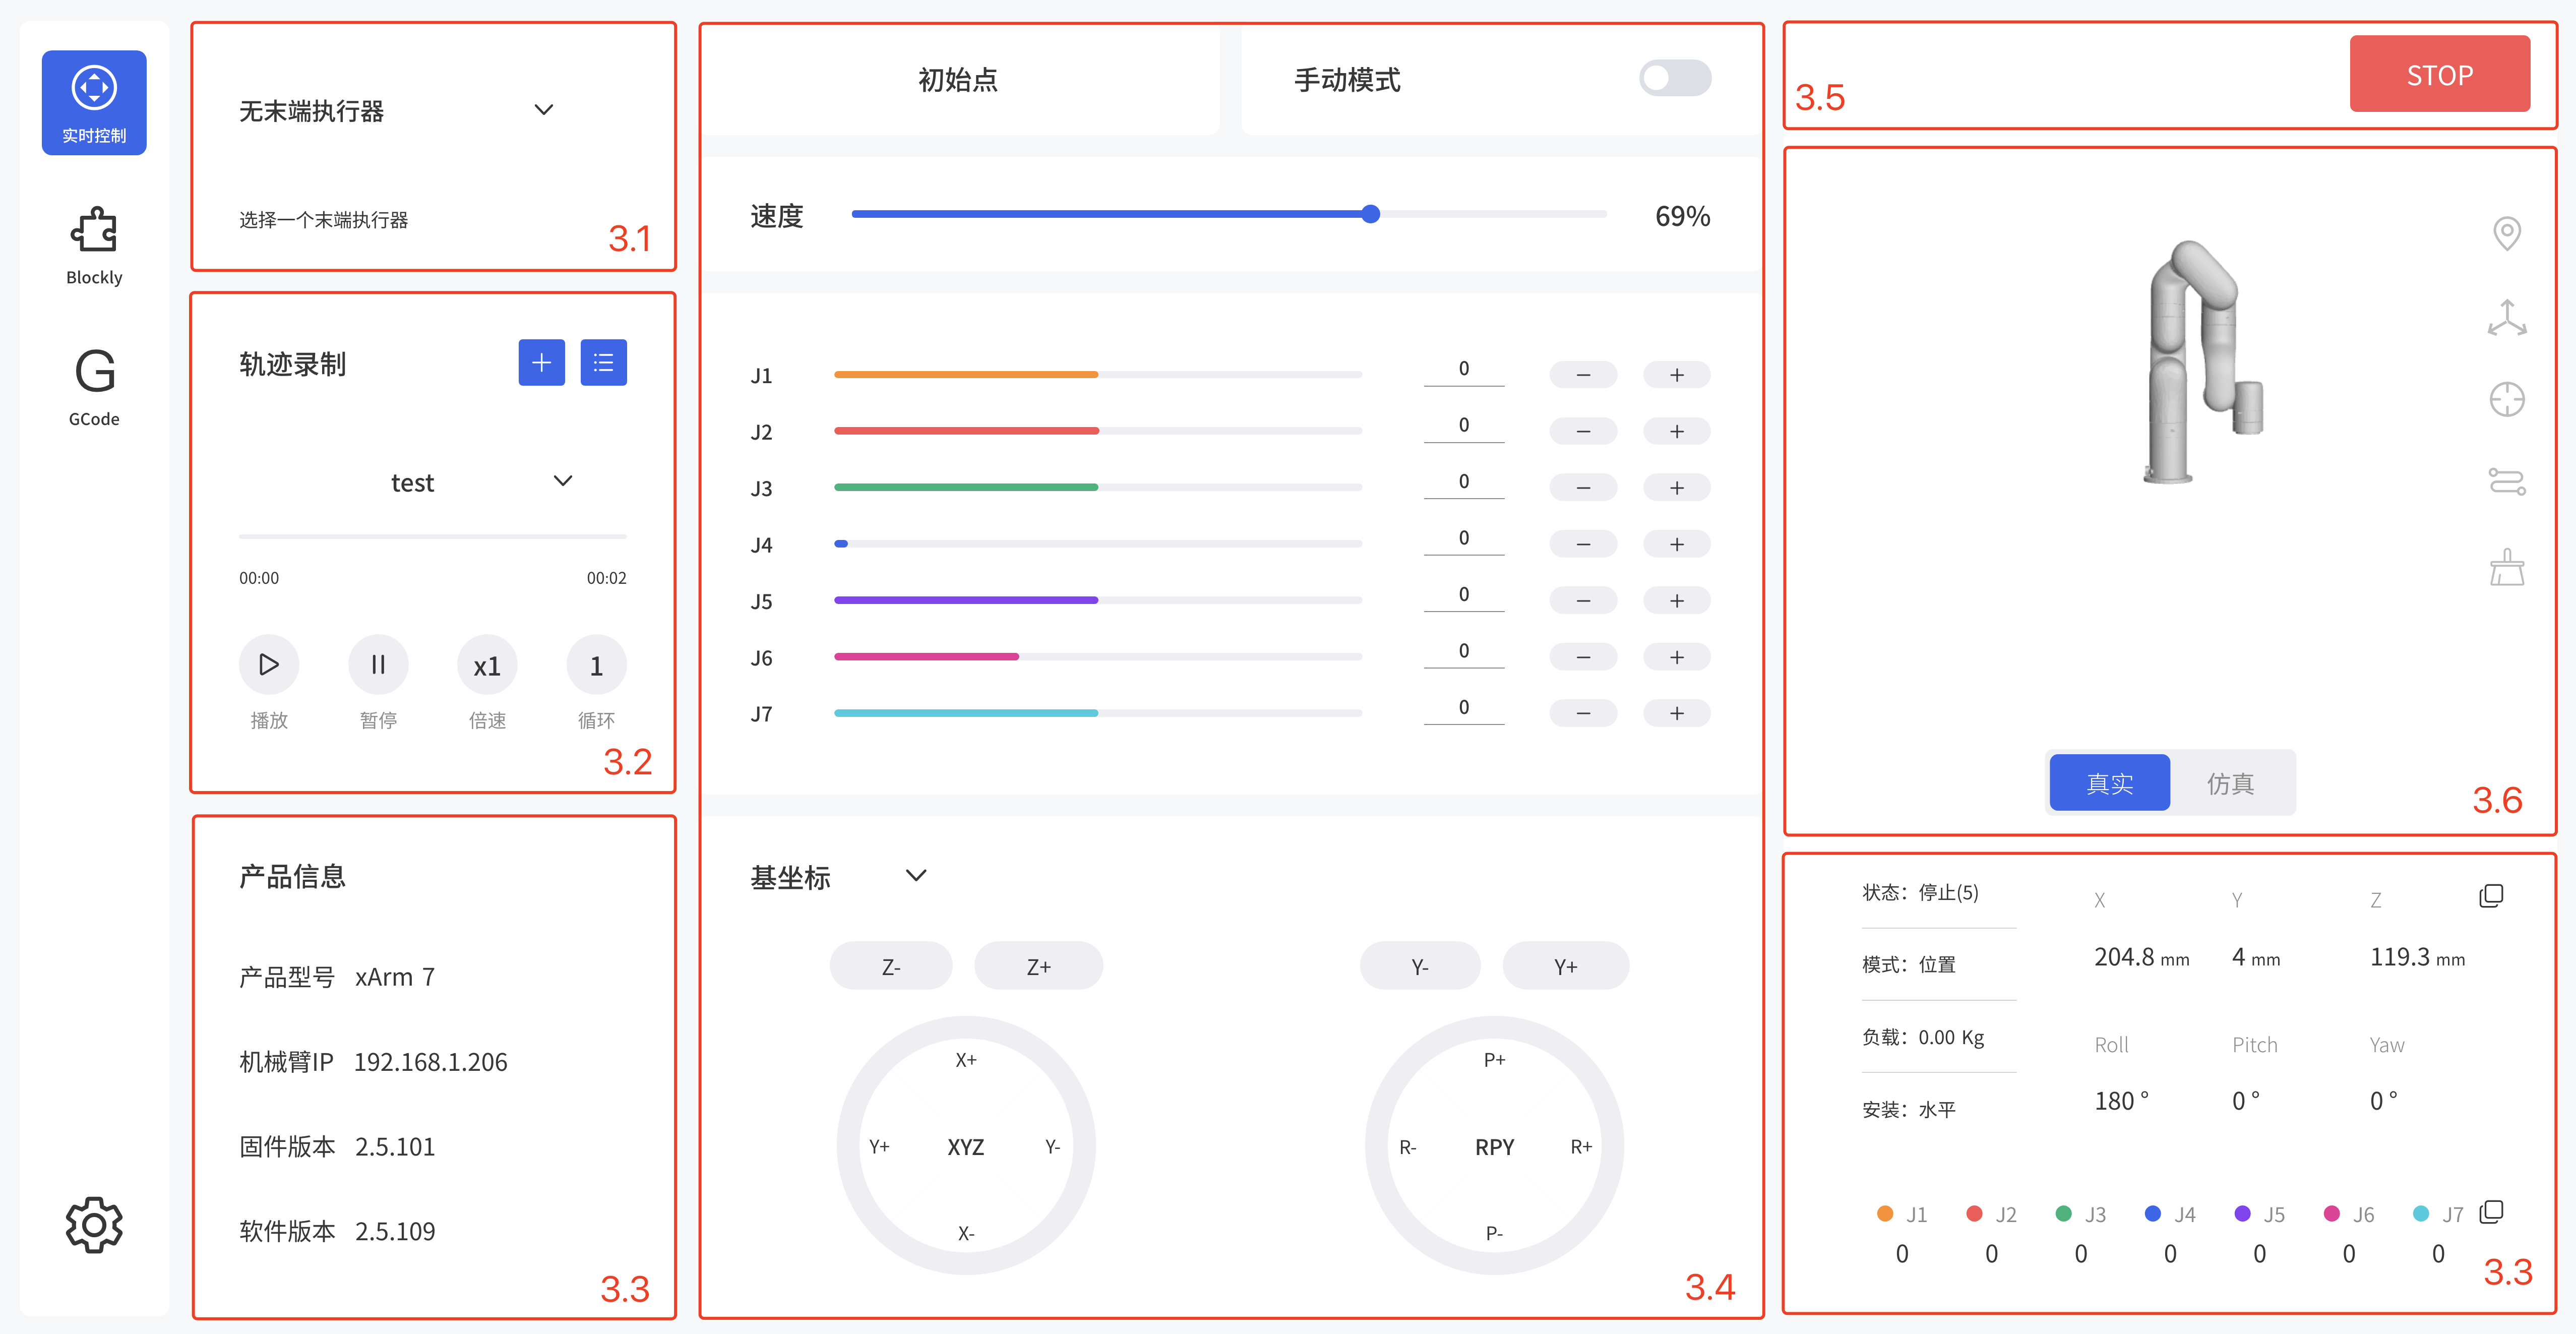 实时控制
Blockly
G
GCode
无末端执行器
选择一个末端执行器
3.1
轨迹录制
test
00:00 00:02
x1 1
播放 暂停 倍速 循环
3.2
产品信息
产品型号 xArm 7
机械臂IP 192.168.1.206
固件版本 2.5.101
软件版本 2.5.109
3.3
初始点 手动模式
速度 69%
J1 0 − +
J2 0 − +
J3 0 − +
J4 0 − +
J5 0 − +
J6 0 − +
J7 0 − +
基坐标
Z- Z+ Y- Y+
X+ P+
Y+ XYZ Y- R- RPY R+
X- P-
3.4
STOP
3.5
真实 仿真
3.6
状态：停止(5)
模式：位置
负载：0.00 Kg
安装：水平
X Y Z
204.8 mm 4 mm 119.3 mm
Roll Pitch Yaw
180 ° 0 ° 0 °
J1 J2 J3 J4 J5 J6 J7
0 0 0 0 0 0 0
3.3